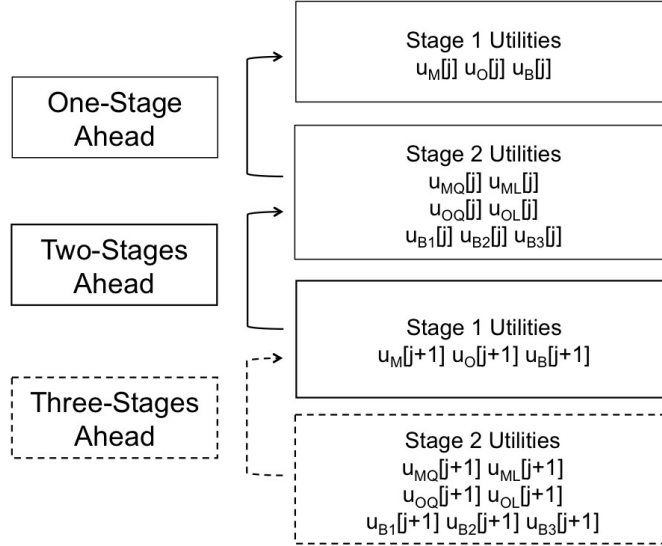 Stage 1 Utilities
u_M[j] u_O[j] u_B[j]
One-Stage
Ahead
Stage 2 Utilities
u_MQ[j] u_ML[j]
u_OQ[j] u_OL[j]
u_B1[j] u_B2[j] u_B3[j]
Two-Stages
Ahead
Stage 1 Utilities
u_M[j+1] u_O[j+1] u_B[j+1]
Three-Stages
Ahead
Stage 2 Utilities
u_MQ[j+1] u_ML[j+1]
u_OQ[j+1] u_OL[j+1]
u_B1[j+1] u_B2[j+1] u_B3[j+1]